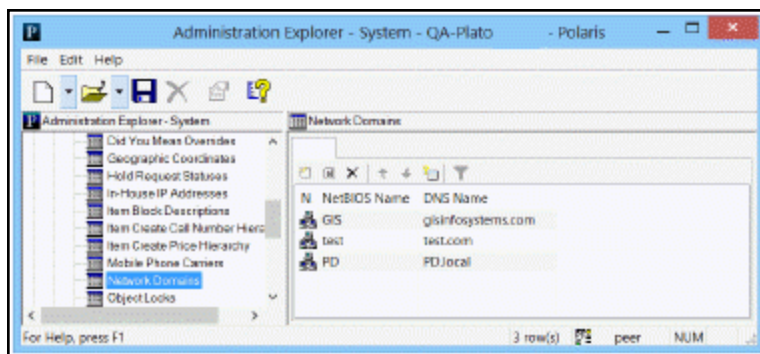 Administration Explorer - System - QA-Plato - Polaris
File Edit Help
Administration Explorer - System
Did You Mean Overrides
Geographic Coordinates
Hold Request Statuses
In-House IP Addresses
Item Block Descriptions
Item Create Call Number Hiera
Item Create Price Hierarchy
Mobile Phone Carriers
Network Domains
Object Locks
Network Domains
N NetBIOS Name DNS Name
GIS gisinfosystems.com
test test.com
PD PD.local
For Help, press F1 3 row(s) peer NUM